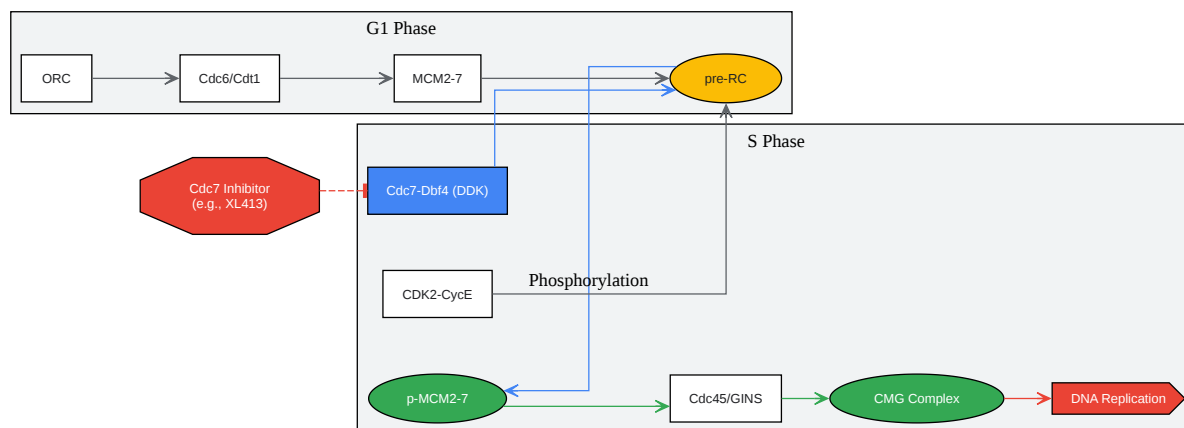 G1 Phase
ORC
Cdc6/Cdt1
MCM2-7
pre-RC
S Phase
Cdc7 Inhibitor
(e.g., XL413)
Cdc7-Dbf4 (DDK)
Phosphorylation
CDK2-CycE
p-MCM2-7
Cdc45/GINS
CMG Complex
DNA Replication